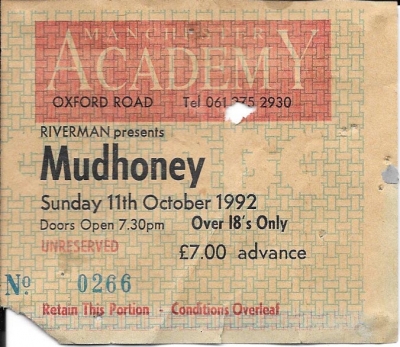 MANCHESTER
ACADEMY
OXFORD ROAD Tel 061 275 2930
RIVERMAN presents
Mudhoney
Sunday 11th October 1992
Doors Open 7.30pm Over 18's Only
UNRESERVED £7.00 advance
Nº 0266
Retain This Portion - Conditions Overleaf